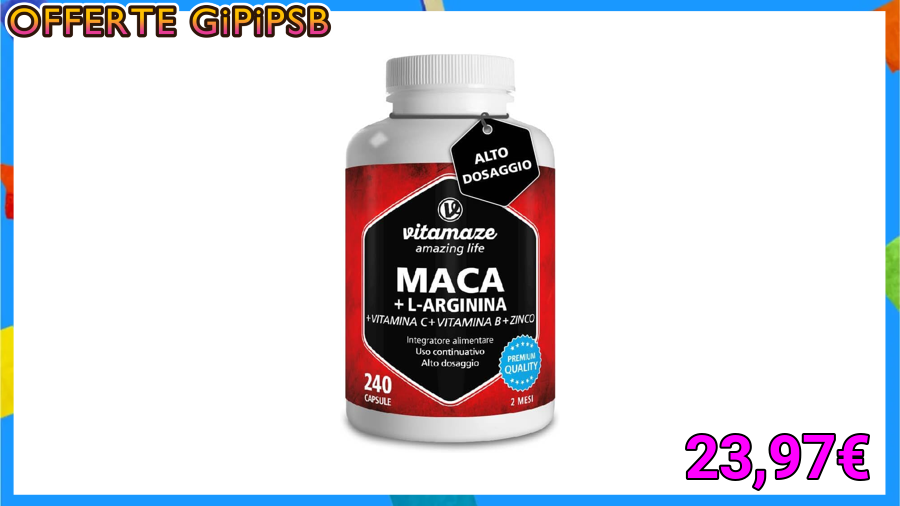 OFFERTE GiPiPSB
ALTO
DOSAGGIO
vitamaze
amazing life
MACA
+ L-ARGININA
+VITAMINA C+VITAMINA B+ZINCO
Integratore alimentare
Uso continuativo
Alto dosaggio
PREMIUM
QUALITY
240
CAPSULE
2 MESI
23,97€